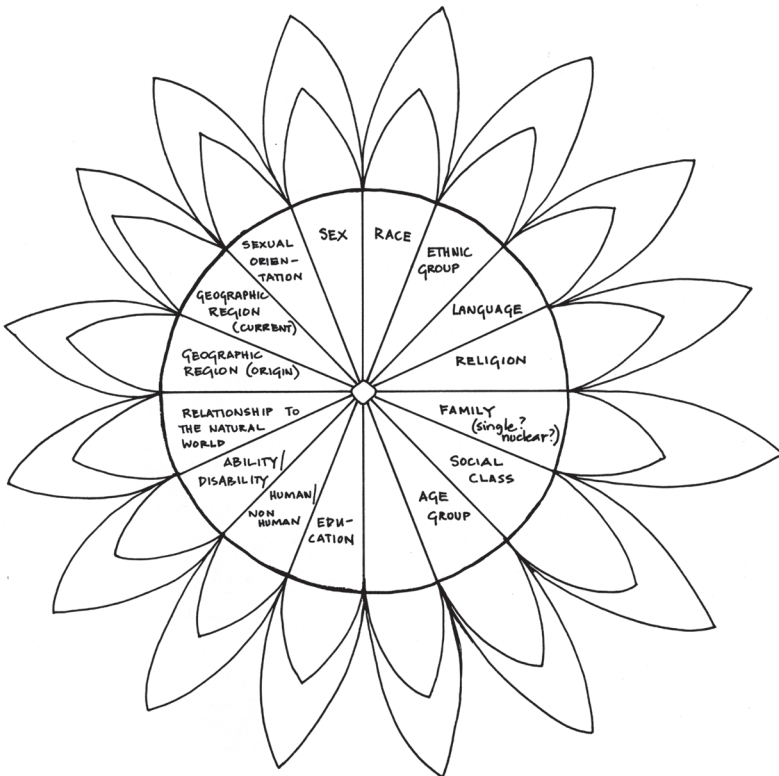 SEX
RACE
ETHNIC
GROUP
LANGUAGE
RELIGION
FAMILY
(single?
nuclear?)
SOCIAL
CLASS
AGE
GROUP
EDU-
CATION
HUMAN/
NON
HUMAN
ABILITY/
DISABILITY
RELATIONSHIP TO
THE NATURAL
WORLD
GEOGRAPHIC
REGION (ORIGIN)
GEOGRAPHIC
REGION
(CURRENT)
SEXUAL
ORIEN-
TATION